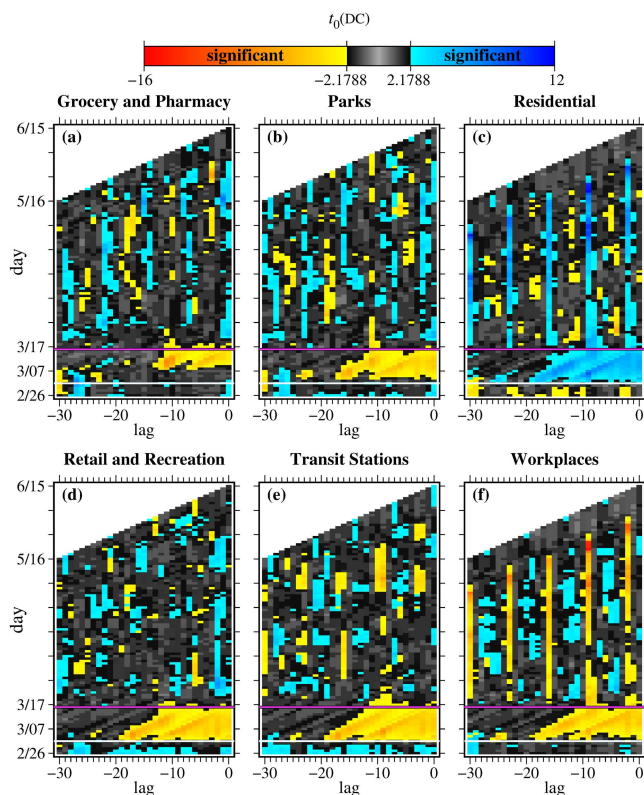 t0(DC)
significant significant
−16 −2.1788 2.1788 12
Grocery and Pharmacy Parks Residential
6/15 (a) (b) (c)
5/16
day
3/17
3/07
2/26
−30 −20 −10 0 −30 −20 −10 0 −30 −20 −10 0
lag lag lag
Retail and Recreation Transit Stations Workplaces
6/15 (d) (e) (f)
5/16
day
3/17
3/07
2/26
−30 −20 −10 0 −30 −20 −10 0 −30 −20 −10 0
lag lag lag